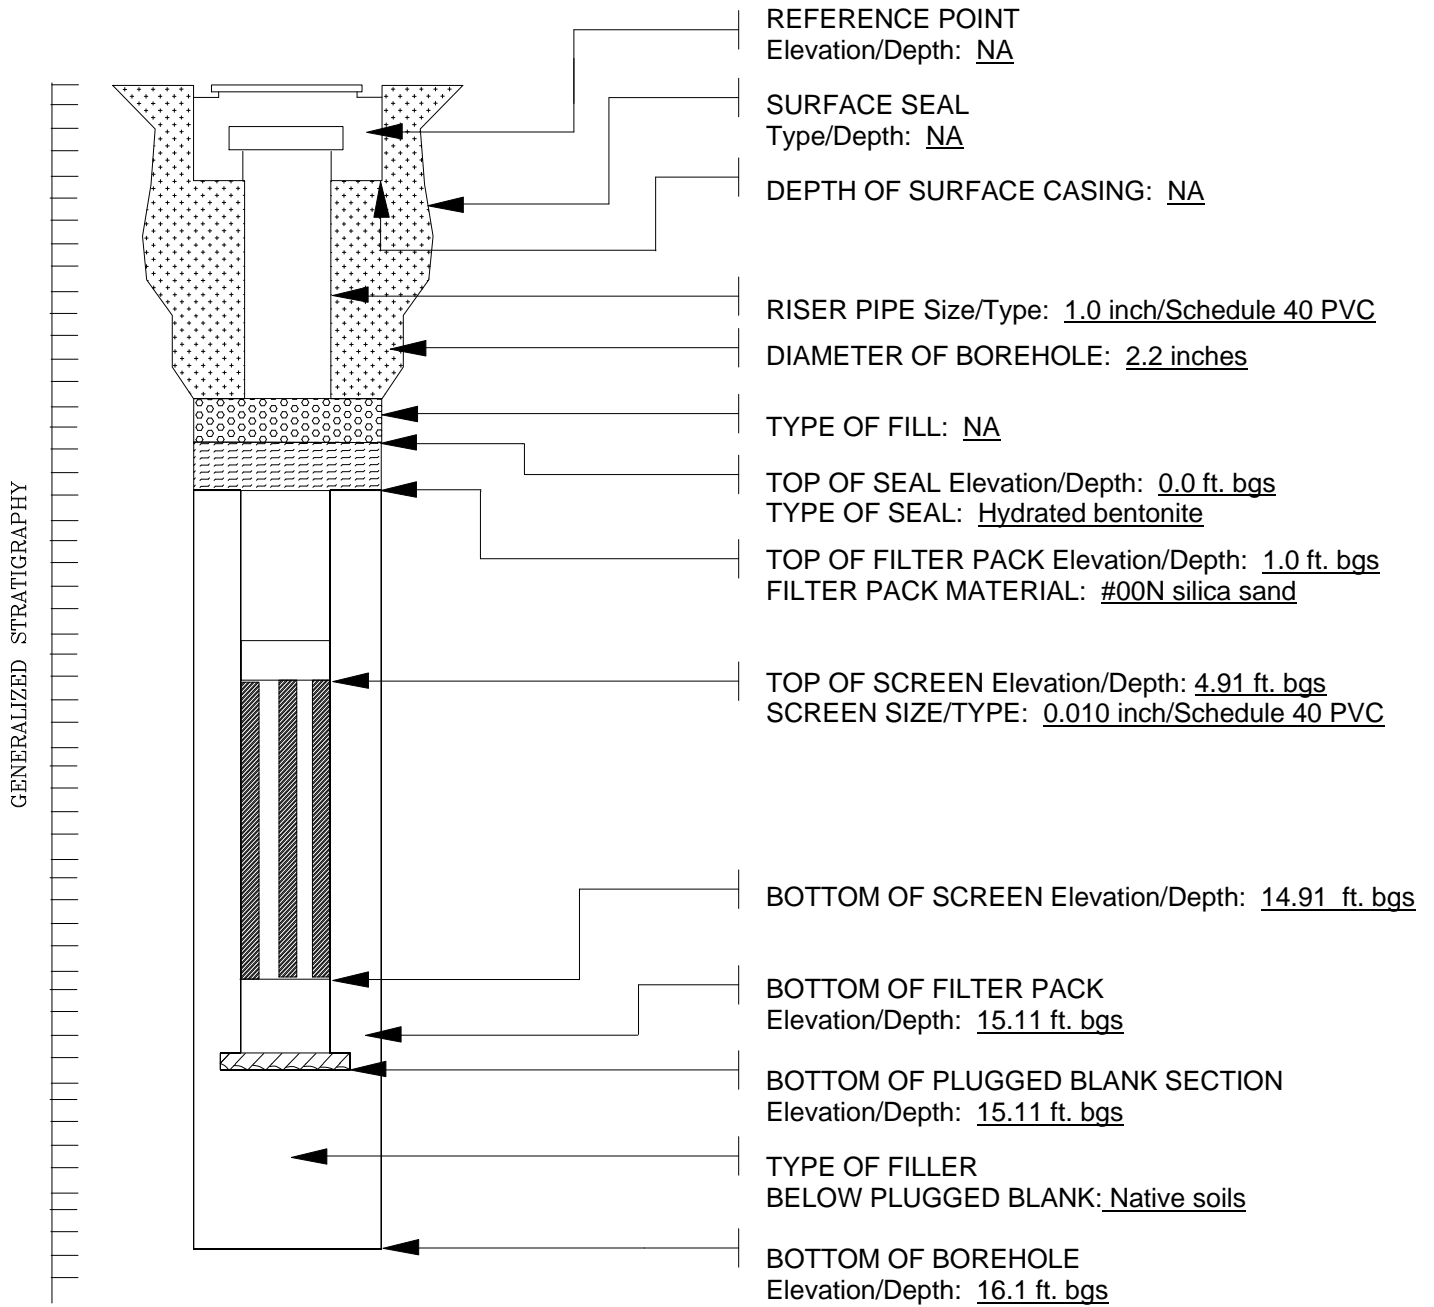 REFERENCE POINT
Elevation/Depth: NA
SURFACE SEAL
Type/Depth: NA
DEPTH OF SURFACE CASING: NA
RISER PIPE Size/Type: 1.0 inch/Schedule 40 PVC
DIAMETER OF BOREHOLE: 2.2 inches
TYPE OF FILL: NA
TOP OF SEAL Elevation/Depth: 0.0 ft. bgs
TYPE OF SEAL: Hydrated bentonite
TOP OF FILTER PACK Elevation/Depth: 1.0 ft. bgs
FILTER PACK MATERIAL: #00N silica sand
TOP OF SCREEN Elevation/Depth: 4.91 ft. bgs
SCREEN SIZE/TYPE: 0.010 inch/Schedule 40 PVC
BOTTOM OF SCREEN Elevation/Depth: 14.91 ft. bgs
BOTTOM OF FILTER PACK
Elevation/Depth: 15.11 ft. bgs
BOTTOM OF PLUGGED BLANK SECTION
Elevation/Depth: 15.11 ft. bgs
TYPE OF FILLER
BELOW PLUGGED BLANK: Native soils
BOTTOM OF BOREHOLE
Elevation/Depth: 16.1 ft. bgs
GENERALIZED STRATIGRAPHY